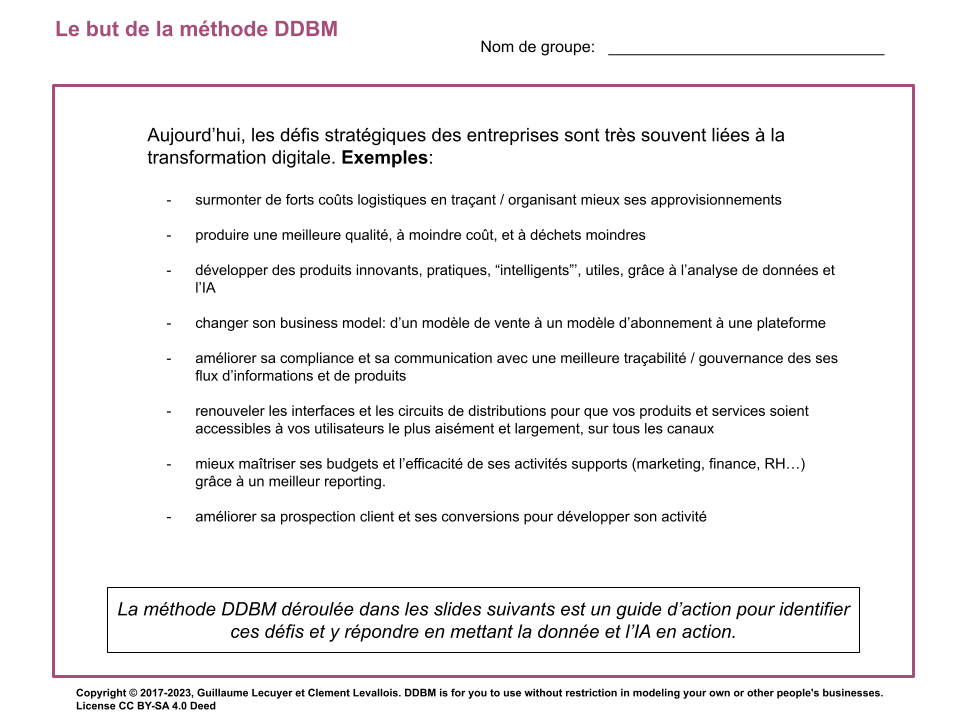 Le but de la méthode DDBM
Nom de groupe: _______________________________
Aujourd’hui, les défis stratégiques des entreprises sont très souvent liées à la
transformation digitale. Exemples:
- surmonter de forts coûts logistiques en traçant / organisant mieux ses approvisionnements
- produire une meilleure qualité, à moindre coût, et à déchets moindres
- développer des produits innovants, pratiques, “intelligents”’, utiles, grâce à l’analyse de données et
l’IA
- changer son business model: d’un modèle de vente à un modèle d’abonnement à une plateforme
- améliorer sa compliance et sa communication avec une meilleure traçabilité / gouvernance des ses
flux d’informations et de produits
- renouveler les interfaces et les circuits de distributions pour que vos produits et services soient
accessibles à vos utilisateurs le plus aisément et largement, sur tous les canaux
- mieux maîtriser ses budgets et l’efficacité de ses activités supports (marketing, finance, RH…)
grâce à un meilleur reporting.
- améliorer sa prospection client et ses conversions pour développer son activité
La méthode DDBM déroulée dans les slides suivants est un guide d’action pour identifier
ces défis et y répondre en mettant la donnée et l’IA en action.
Copyright © 2017-2023, Guillaume Lecuyer et Clement Levallois. DDBM is for you to use without restriction in modeling your own or other people's businesses.
License CC BY-SA 4.0 Deed